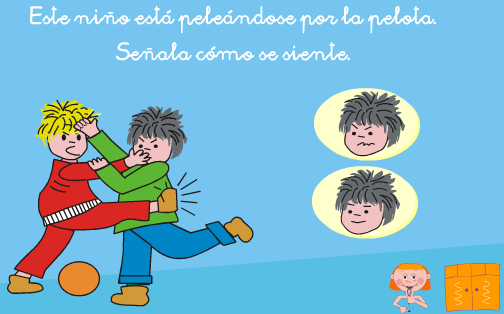 Este niño está peleándose por la pelota.
Señala cómo se siente.